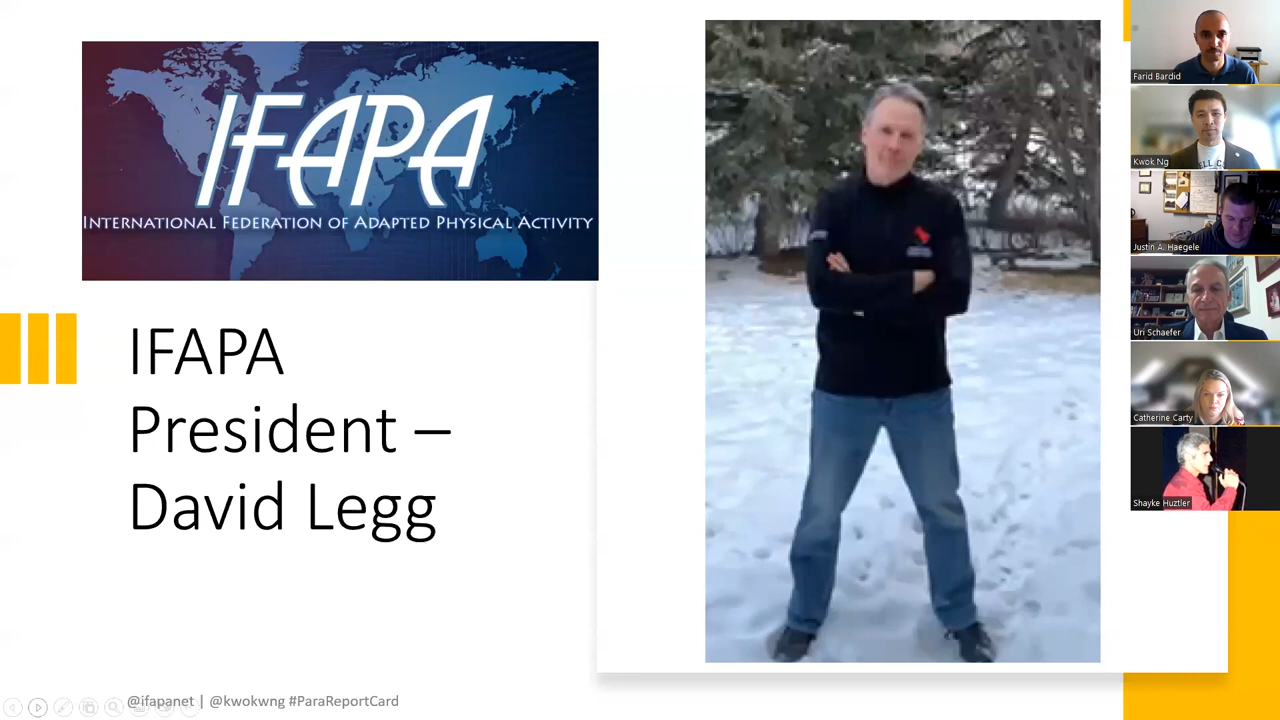 IFAPA
INTERNATIONAL FEDERATION OF ADAPTED PHYSICAL ACTIVITY
IFAPA
President –
David Legg
@ifapanet | @kwokwng #ParaReportCard
Farid Bardid
Kwok Ng
Justin A. Haegele
Uri Schaefer
Catherine Carty
Shayke Huztler